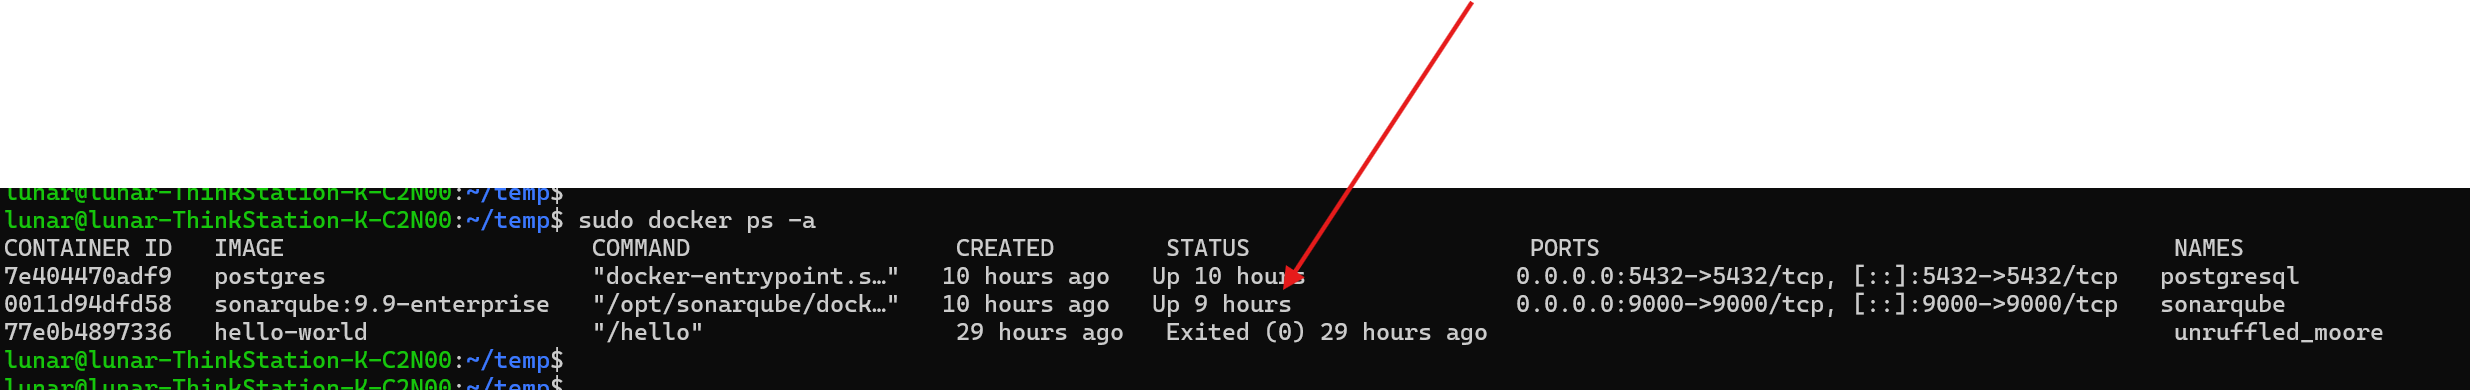 lunar@lunar-ThinkStation-K-C2N00:~/temp$
lunar@lunar-ThinkStation-K-C2N00:~/temp$ sudo docker ps -a
CONTAINER ID   IMAGE                      COMMAND                   CREATED        STATUS                    PORTS                                         NAMES
7e404470adf9   postgres                   "docker-entrypoint.s…"   10 hours ago   Up 10 hours               0.0.0.0:5432->5432/tcp, [::]:5432->5432/tcp   postgresql
0011d94dfd58   sonarqube:9.9-enterprise   "/opt/sonarqube/dock…"   10 hours ago   Up 9 hours                0.0.0.0:9000->9000/tcp, [::]:9000->9000/tcp   sonarqube
77e0b4897336   hello-world                "/hello"                  29 hours ago   Exited (0) 29 hours ago                                                 unruffled_moore
lunar@lunar-ThinkStation-K-C2N00:~/temp$
lunar@lunar-ThinkStation-K-C2N00:~/temp$